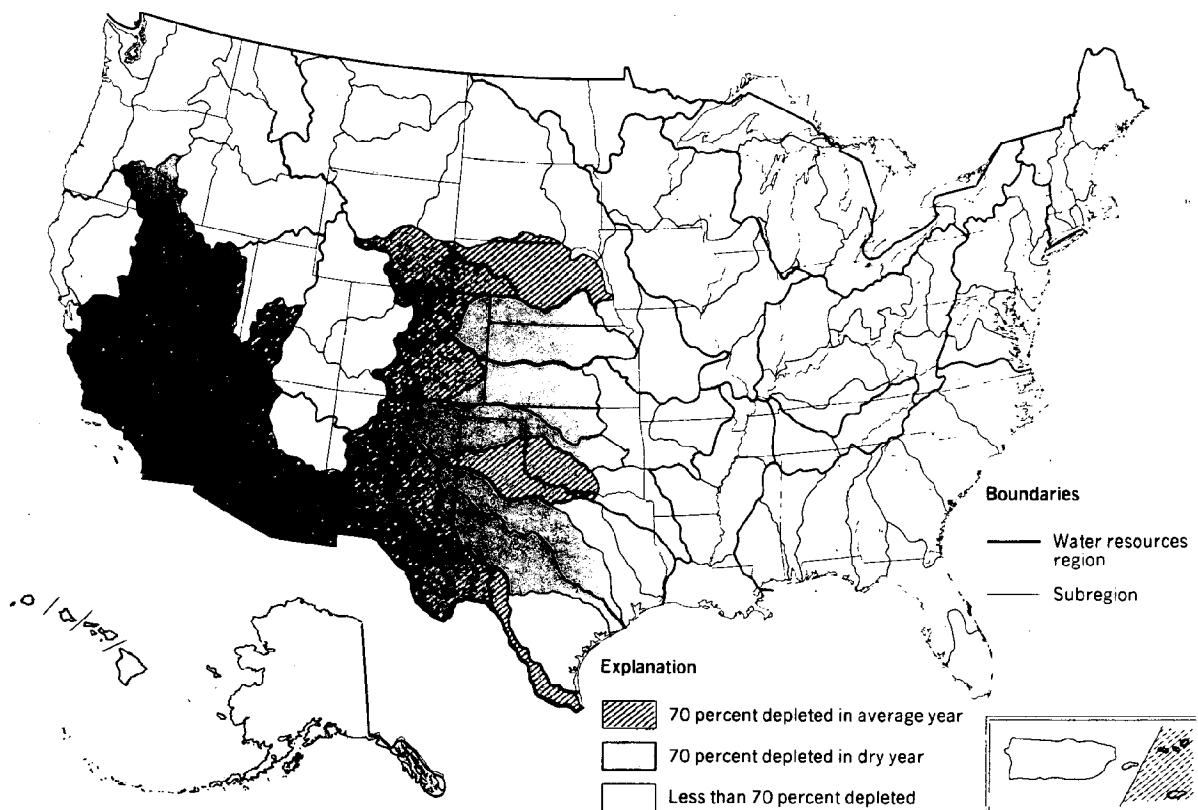 Boundaries
Water resources
region
Subregion
Explanation
70 percent depleted in average year
70 percent depleted in dry year
Less than 70 percent depleted